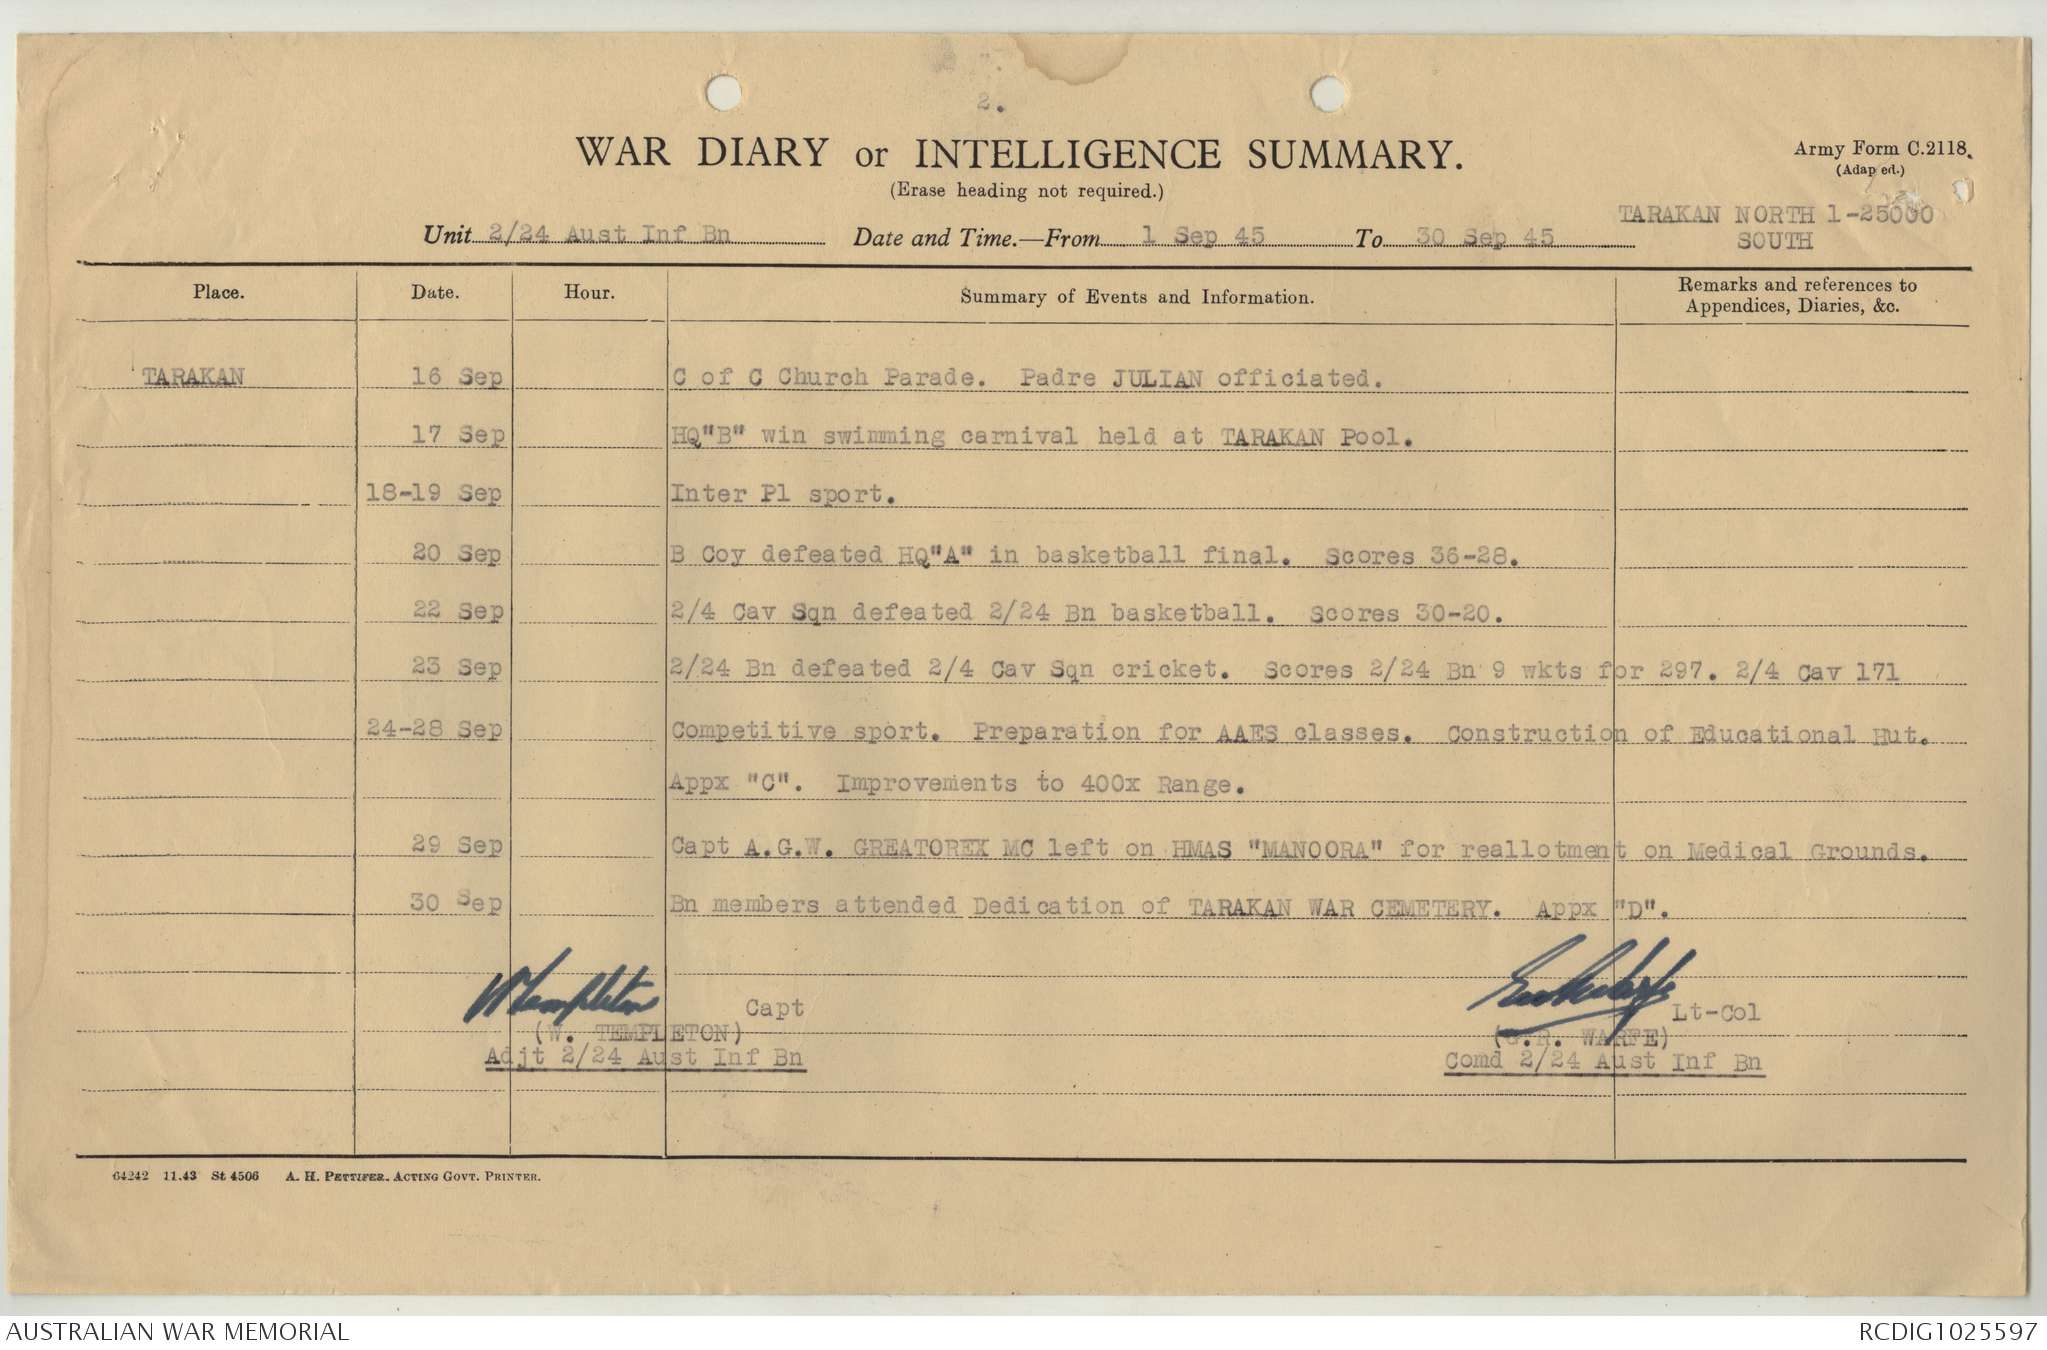 2.
WAR DIARY or INTELLIGENCE SUMMARY.
(Erase heading not required.)
Army Form C.2118.
(Adap ed.)
Unit 2/24 Aust Inf Bn Date and Time.—From 1 Sep 45 To 30 Sep 45
TARAKAN NORTH 1-25000
SOUTH
Place. Date. Hour. Summary of Events and Information. Remarks and references to
Appendices, Diaries, &c.
TARAKAN 16 Sep C of C Church Parade. Padre JULIAN officiated.
17 Sep HQ"B" win swimming carnival held at TARAKAN Pool.
18-19 Sep Inter Pl sport.
20 Sep B Coy defeated HQ"A" in basketball final. Scores 36-28.
22 Sep 2/4 Cav Sqn defeated 2/24 Bn basketball. Scores 30-20.
23 Sep 2/24 Bn defeated 2/4 Cav Sqn cricket. Scores 2/24 Bn 9 wkts for 297. 2/4 Cav 171
24-28 Sep Competitive sport. Preparation for AAES classes. Construction of Educational Hut.
Appx "C". Improvements to 400x Range.
29 Sep Capt A.G.W. GREATOREX MC left on HMAS "MANOORA" for reallotment on Medical Grounds.
30 Sep Bn members attended Dedication of TARAKAN WAR CEMETERY. Appx "D".
WTempleton Capt
(W. TEMPLETON)
Adjt 2/24 Aust Inf Bn
Lt-Col
(G.R. WARFE)
Comd 2/24 Aust Inf Bn
64242 11.43 St 4506 A. H. PETTIFER. ACTING GOVT. PRINTER.
AUSTRALIAN WAR MEMORIAL RCDIG1025597